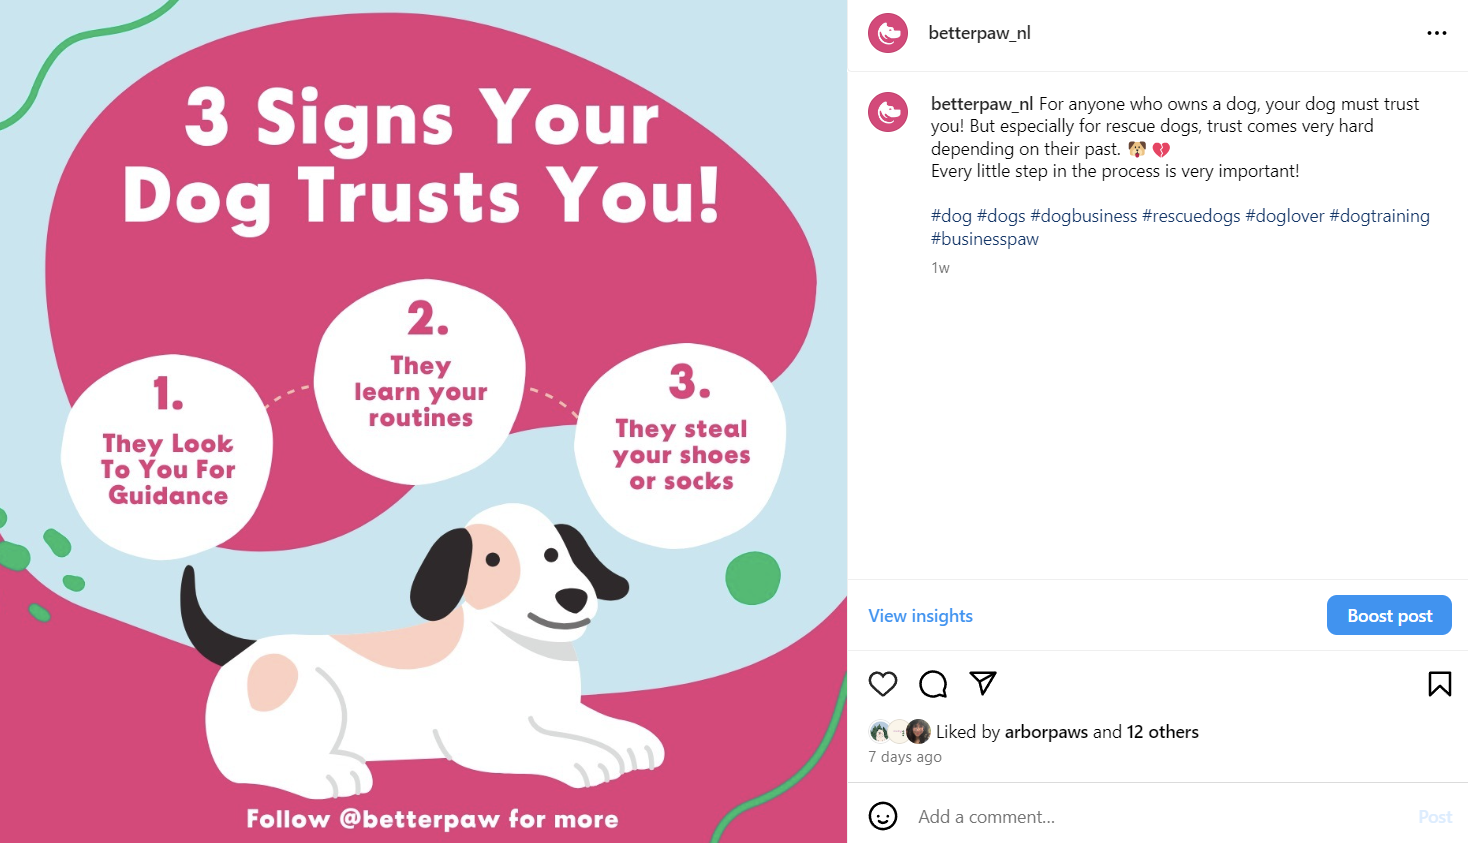 3 Signs Your
Dog Trusts You!
1.
They Look
To You For
Guidance
2.
They
learn your
routines
3.
They steal
your shoes
or socks
Follow @betterpaw for more
betterpaw_nl
betterpaw_nl For anyone who owns a dog, your dog must trust
you! But especially for rescue dogs, trust comes very hard
depending on their past. 🐶 💔
Every little step in the process is very important!
#dog #dogs #dogbusiness #rescuedogs #doglover #dogtraining
#businesspaw
1w
View insights
Boost post
Liked by arborpaws and 12 others
7 days ago
Add a comment...
Post